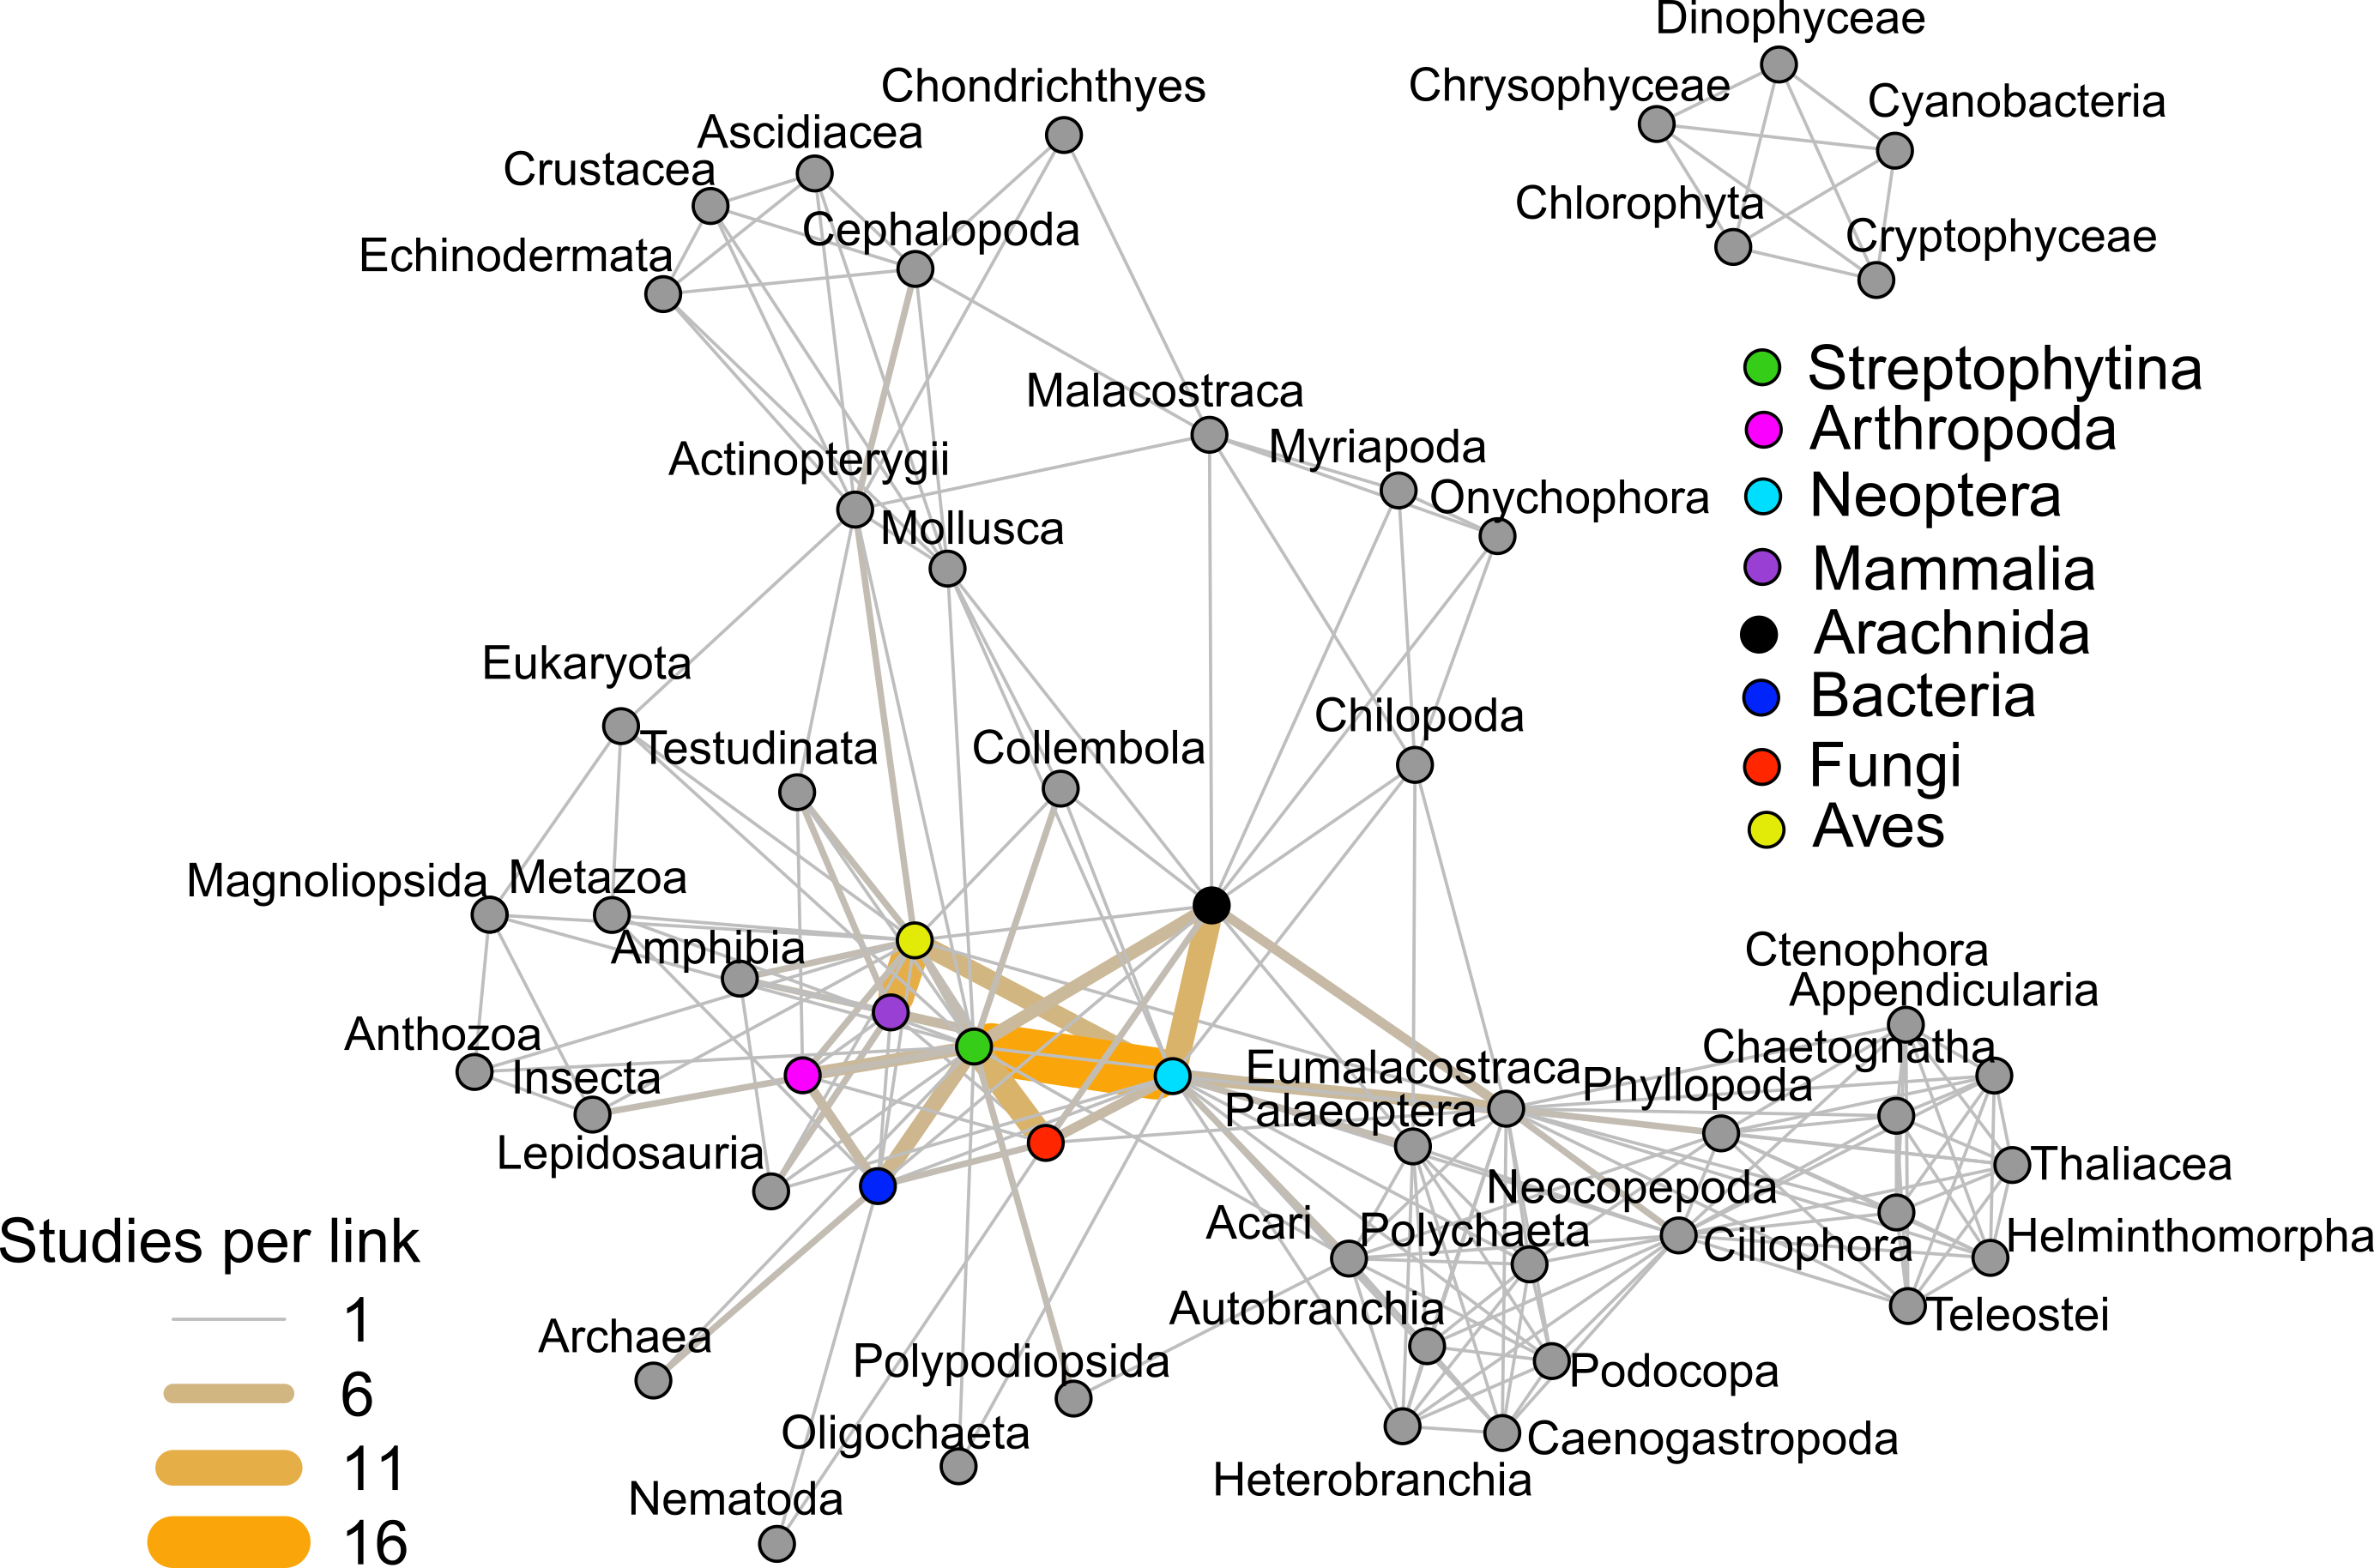 Dinophyceae
Chondrichthyes
Chrysophyceae
Cyanobacteria
Ascidiacea
Crustacea
Chlorophyta
Cephalopoda
Cryptophyceae
Echinodermata
Streptophytina
Malacostraca
Arthropoda
Myriapoda
Actinopterygii
Onychophora
Neoptera
Mollusca
Mammalia
Arachnida
Eukaryota
Bacteria
Chilopoda
Testudinata
Collembola
Fungi
Aves
Magnoliopsida
Metazoa
Amphibia
Ctenophora
Appendicularia
Anthozoa
Chaetognatha
Insecta
Eumalacostraca
Phyllopoda
Palaeoptera
Lepidosauria
Thaliacea
Neocopepoda
Acari
Polychaeta
Ciliophora
Helminthomorpha
Studies per link
Autobranchia
Teleostei
1
Archaea
Polypodiopsida
Podocopa
6
Oligochaeta
Caenogastropoda
11
Heterobranchia
Nematoda
16